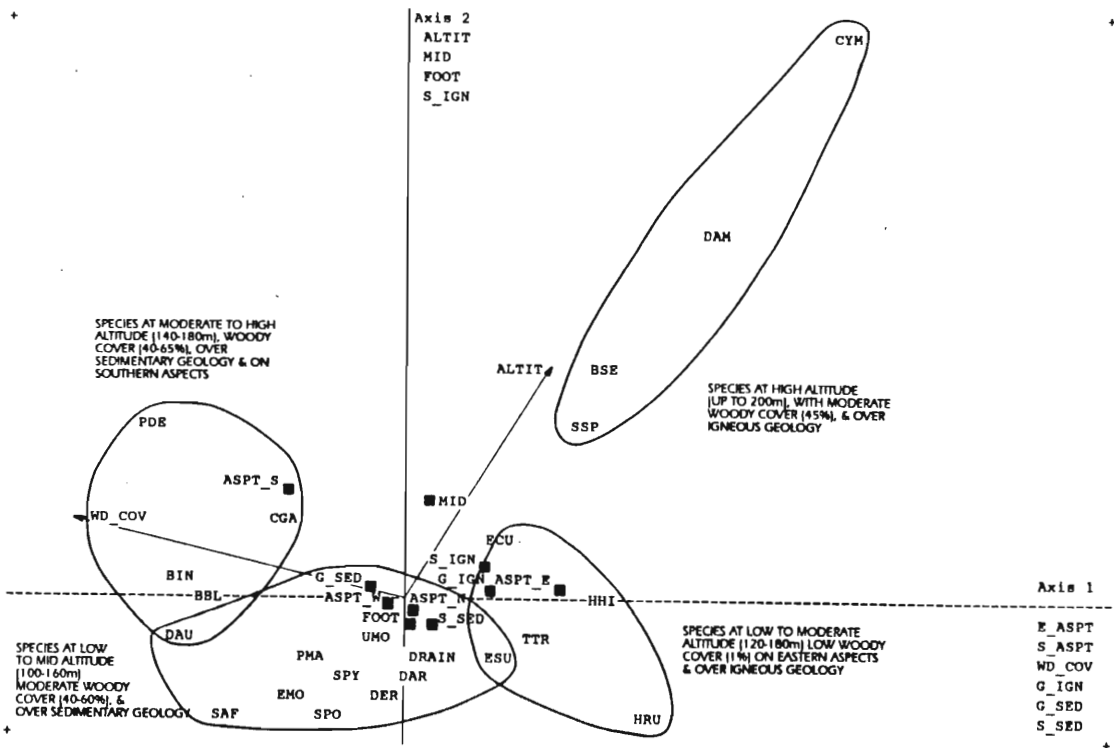 Axis 2
ALTIT
MID
FOOT
S_IGN
CYM
DAM
SPECIES AT MODERATE TO HIGH
ALTITUDE (140-180m), WOODY
COVER (40-65%), OVER
SEDIMENTARY GEOLOGY & ON
SOUTHERN ASPECTS
ALTIT
BSE
SPECIES AT HIGH ALTITUDE
(UP TO 200m), WITH MODERATE
WOODY COVER (45%), & OVER
IGNEOUS GEOLOGY
SSP
PDE
ASPT_S
MID
WD_COV
CGA
ECU
S_IGN
BIN
G_SED
G_IGN
ASPT_E
Axis 1
BBL
ASPT_W
ASPT_N
HHI
FOOT
S_SED
E_ASPT
S_ASPT
WD_COV
G_IGN
G_SED
S_SED
DAU
UMO
TTR
SPECIES AT LOW TO MODERATE
ALTITUDE (120-180m) LOW WOODY
COVER (1%) ON EASTERN ASPECTS
& OVER IGNEOUS GEOLOGY
SPECIES AT LOW
TO MID ALTITUDE
(100-160m)
MODERATE WOODY
COVER (40-60%), &
OVER SEDIMENTARY GEOLOGY
PMA
DRAIN
ESU
SPY
DAR
EMO
DER
SAF
SPO
HRU